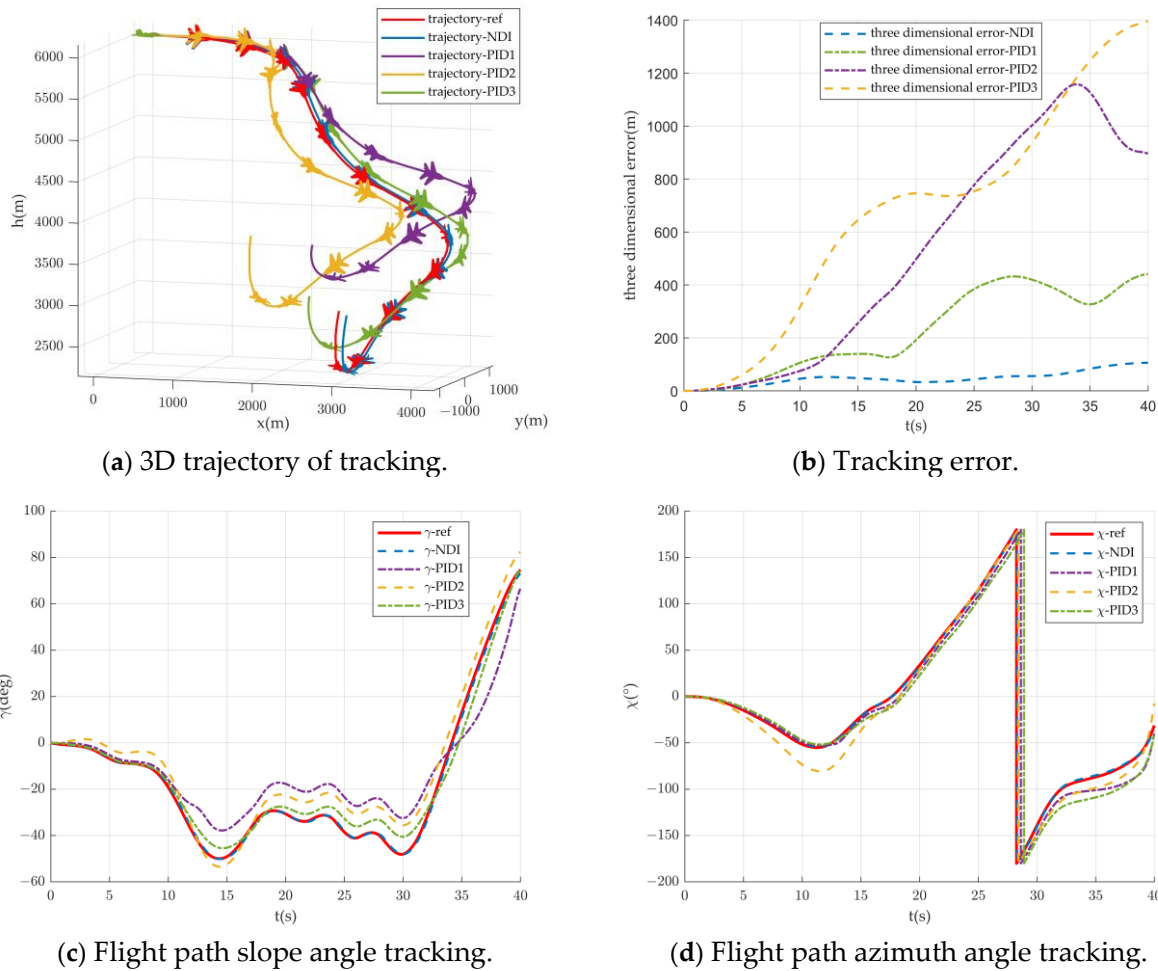 trajectory-ref
trajectory-NDI
trajectory-PID1
trajectory-PID2
trajectory-PID3
6000
5500
5000
4500
4000
3500
3000
2500
h(m)
0
1000
2000
3000
4000
x(m)
-1000
0
1000
y(m)
(a) 3D trajectory of tracking.
three dimensional error-NDI
three dimensional error-PID1
three dimensional error-PID2
three dimensional error-PID3
1400
1200
1000
800
600
400
200
0
three dimensional error(m)
0 5 10 15 20 25 30 35 40
t(s)
(b) Tracking error.
γ-ref
γ-NDI
γ-PID1
γ-PID2
γ-PID3
100
80
60
40
20
0
-20
-40
-60
γ(deg)
0 5 10 15 20 25 30 35 40
t(s)
(c) Flight path slope angle tracking.
χ-ref
χ-NDI
χ-PID1
χ-PID2
χ-PID3
200
150
100
50
0
-50
-100
-150
-200
χ(°)
0 5 10 15 20 25 30 35 40
t(s)
(d) Flight path azimuth angle tracking.